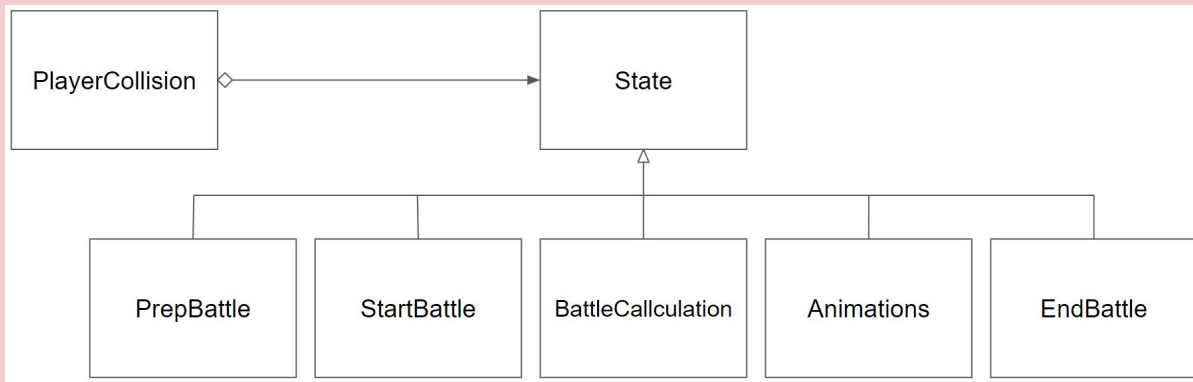 PlayerCollision
State
PrepBattle
StartBattle
BattleCallculation
Animations
EndBattle